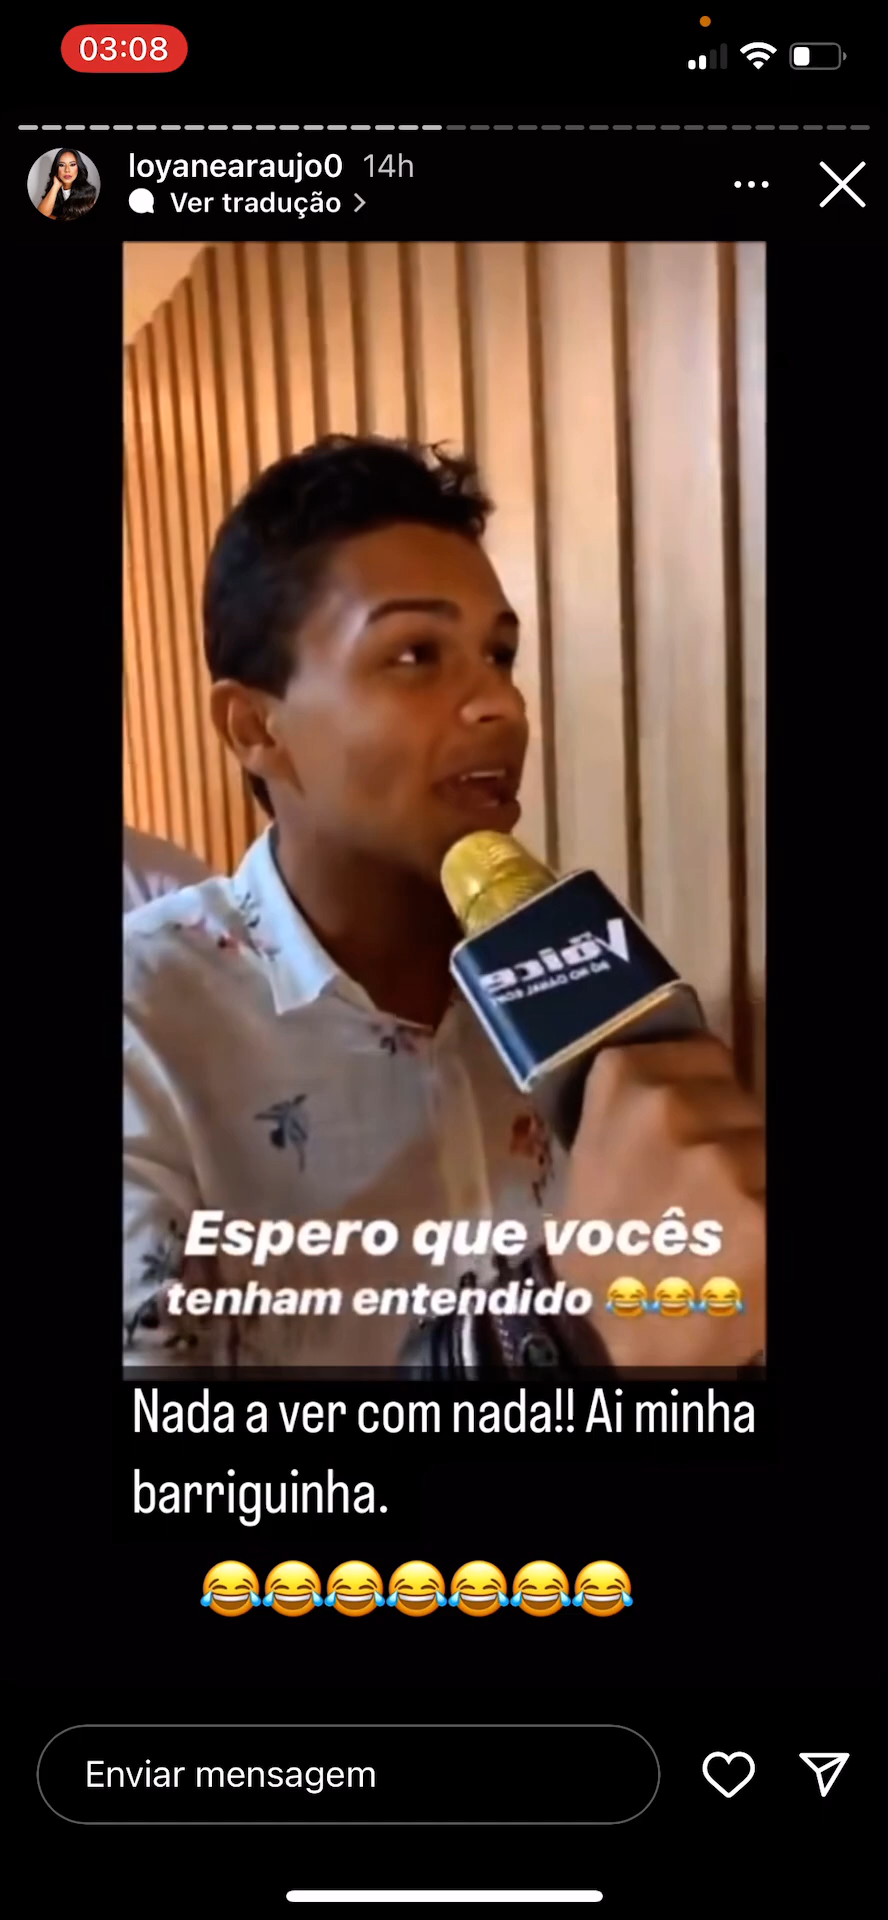 03:08
loyanearaujo0 14h
Ver tradução
Vöice
Espero que vocês
tenham entendido 😂😂😂
Nada a ver com nada!! Ai minha
barriguinha.
😂😂😂😂😂😂😂
Enviar mensagem